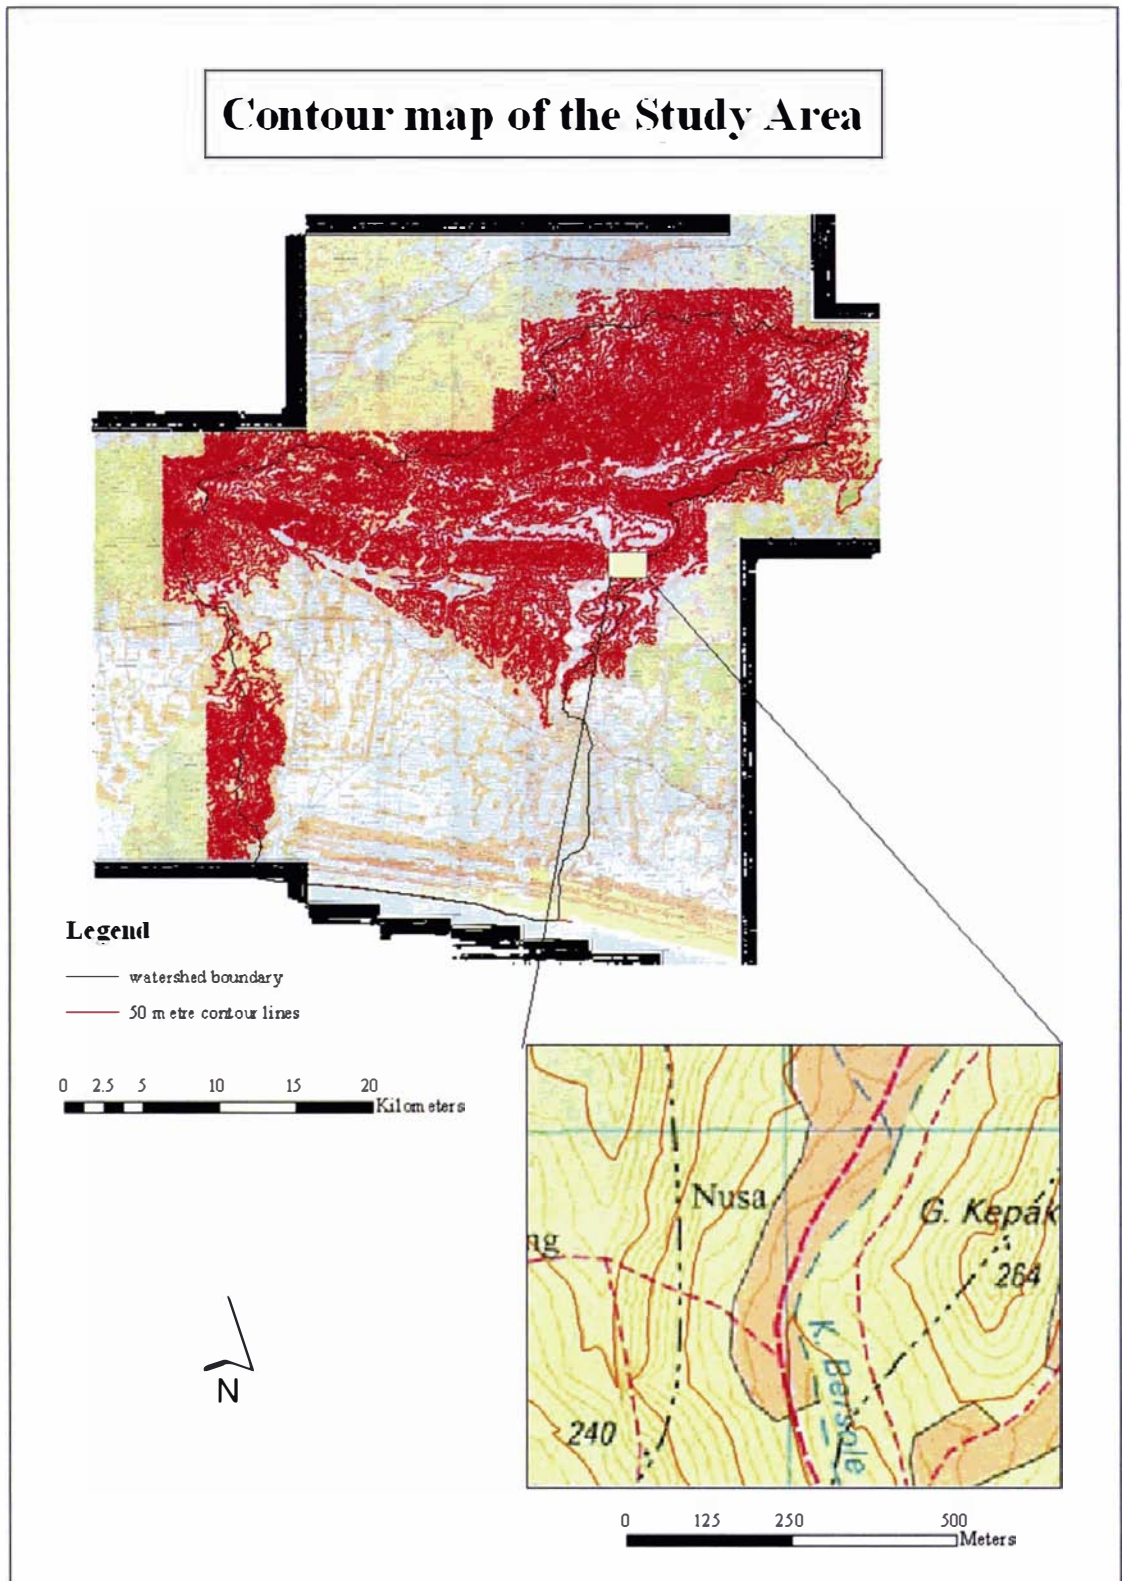 Contour map of the Study Area
Legend
watershed boundary
50 metre contour lines
0 2.5 5 10 15 20
Kilometers
N
Nusa
G. Kepak
ng
264
K. Bersole
240
0 125 250 500
Meters